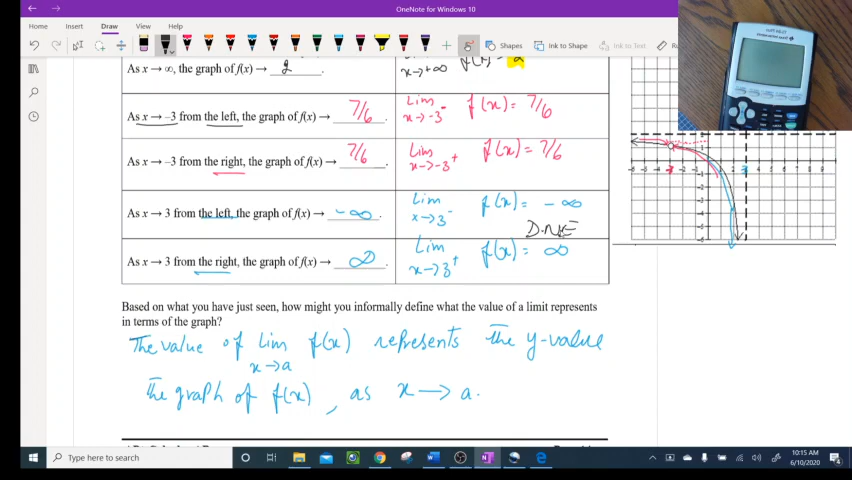 OneNote for Windows 10
Home Insert Draw View Help
Shapes Ink to Shape Ink to Text
As x → ∞, the graph of f(x) → 2.
x→+∞ f(x) = 2
As x → –3 from the left, the graph of f(x) → 7/6
Lim x→-3⁻ f(x) = 7/6
As x → –3 from the right, the graph of f(x) → 7/6
Lim x→-3⁺ f(x) = 7/6
As x → 3 from the left, the graph of f(x) → -∞
Lim x→3⁻ f(x) = -∞
D.N.E
As x → 3 from the right, the graph of f(x) → ∞
Lim x→3⁺ f(x) = ∞
-3 3
Based on what you have just seen, how might you informally define what the value of a limit represents
in terms of the graph?
The value of Lim f(x) represents the y-value
x→a
the graph of f(x), as x → a.
Type here to search
10:15 AM
6/10/2020